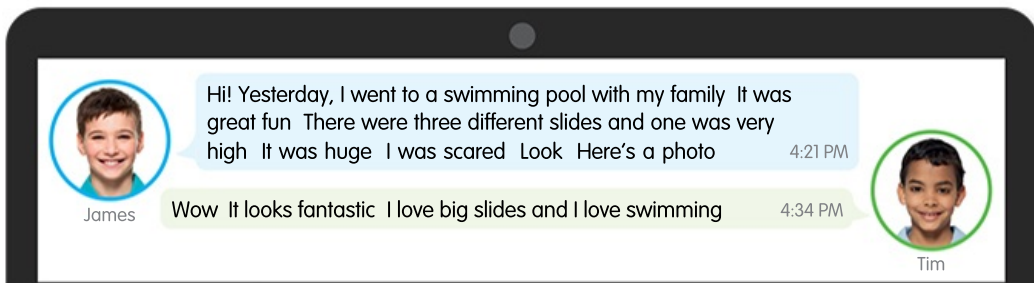 Hi! Yesterday, I went to a swimming pool with my family  It was
great fun  There were three different slides and one was very
high  It was huge  I was scared  Look  Here's a photo
4:21 PM
James
Wow  It looks fantastic  I love big slides and I love swimming
4:34 PM
Tim